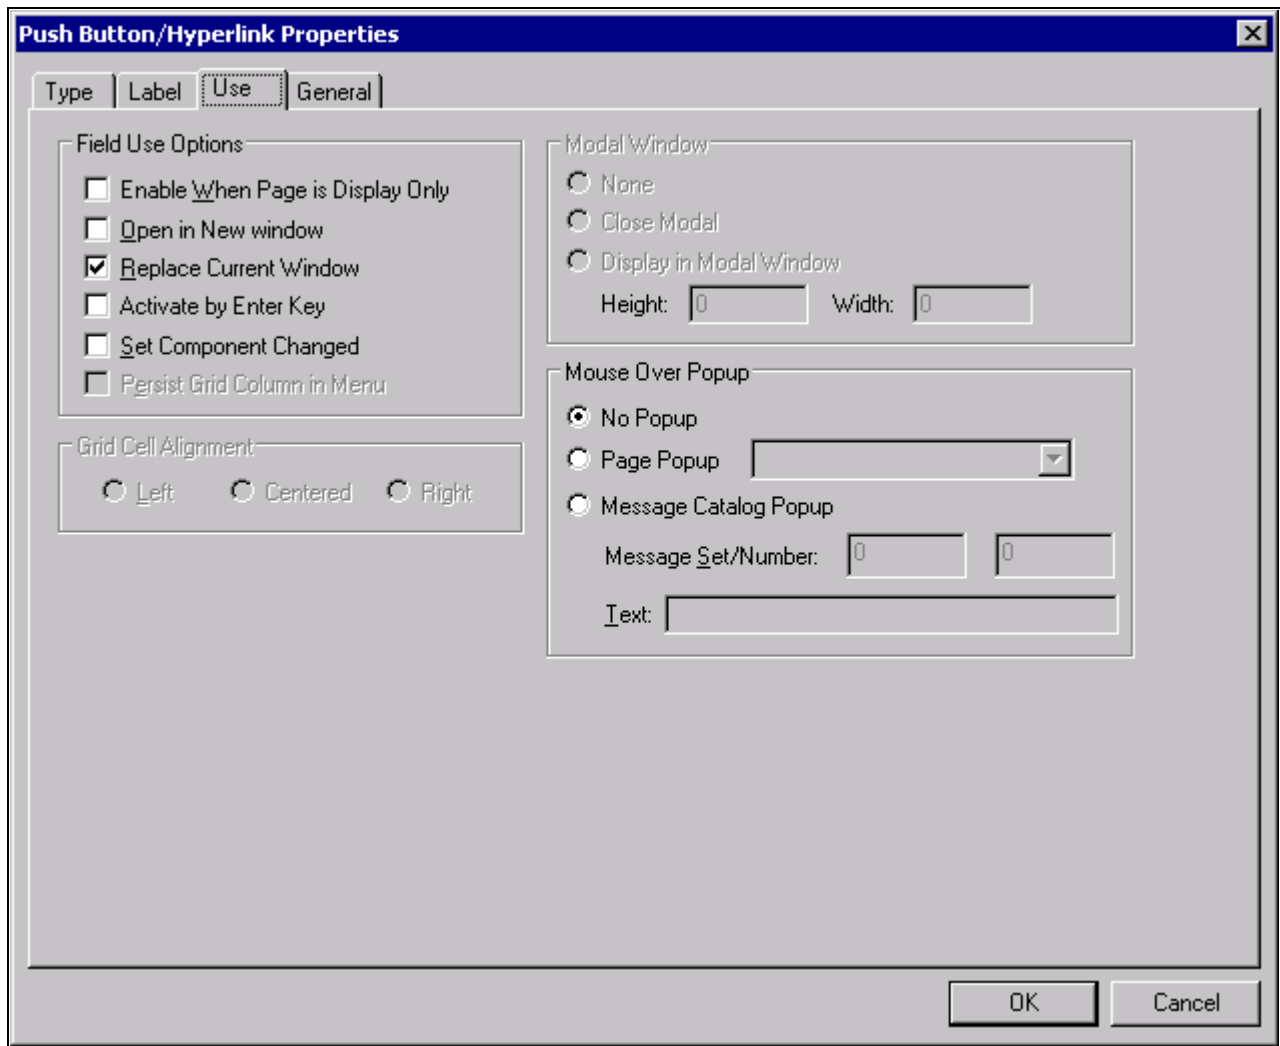 Push Button/Hyperlink Properties
Type Label Use General
Field Use Options
Enable When Page is Display Only
Open in New window
Replace Current Window
Activate by Enter Key
Set Component Changed
Persist Grid Column in Menu
Grid Cell Alignment
Left Centered Right
Modal Window
None
Close Modal
Display in Modal Window
Height: 0 Width: 0
Mouse Over Popup
No Popup
Page Popup
Message Catalog Popup
Message Set/Number: 0 0
Text:
OK Cancel